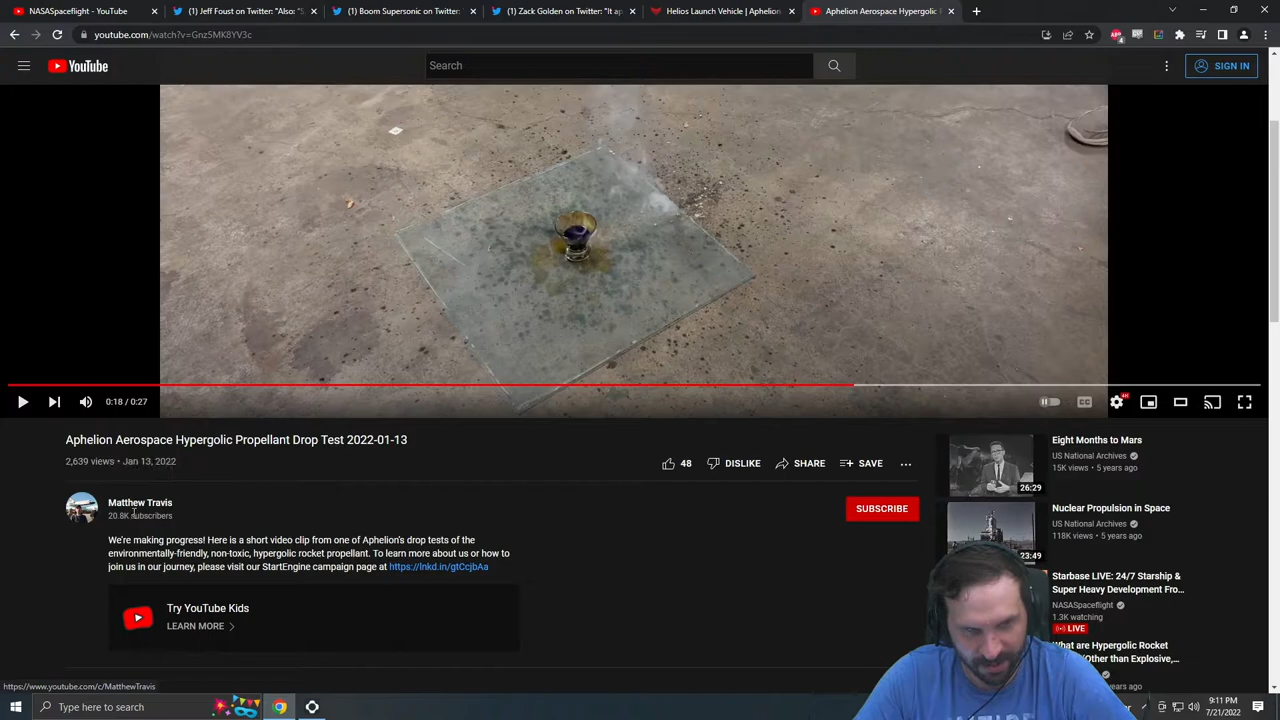 NASASpaceflight - YouTube
Jeff Foust on Twitter: "Also: "S
(1) Boom Supersonic on Twitter:
(1) Zack Golden on Twitter: "It ap
Helios Launch Vehicle | Aphelion
Aphelion Aerospace Hypergolic P
youtube.com/watch?v=Gnz5MK8YV3c
YouTube
Search
SIGN IN
0:18 / 0:27
CC
Aphelion Aerospace Hypergolic Propellant Drop Test 2022-01-13
2,639 views • Jan 13, 2022
48
DISLIKE
SHARE
SAVE
Matthew Travis
20.8K subscribers
SUBSCRIBE
We're making progress! Here is a short video clip from one of Aphelion's drop tests of the
environmentally-friendly, non-toxic, hypergolic rocket propellant. To learn more about us or how to
join us in our journey, please visit our StartEngine campaign page at https://lnkd.in/gtCcjbAa
Try YouTube Kids
LEARN MORE
Eight Months to Mars
US National Archives
15K views • 5 years ago
26:29
Nuclear Propulsion in Space
US National Archives
118K views • 5 years ago
23:49
Starbase LIVE: 24/7 Starship &
Super Heavy Development Fro...
NASASpaceflight
1.3K watching
LIVE
What are Hypergolic Rocket
(Other than Explosive,...
ws • 5 years ago
https://www.youtube.com/c/MatthewTravis
Type here to search
9:11 PM
7/21/2022